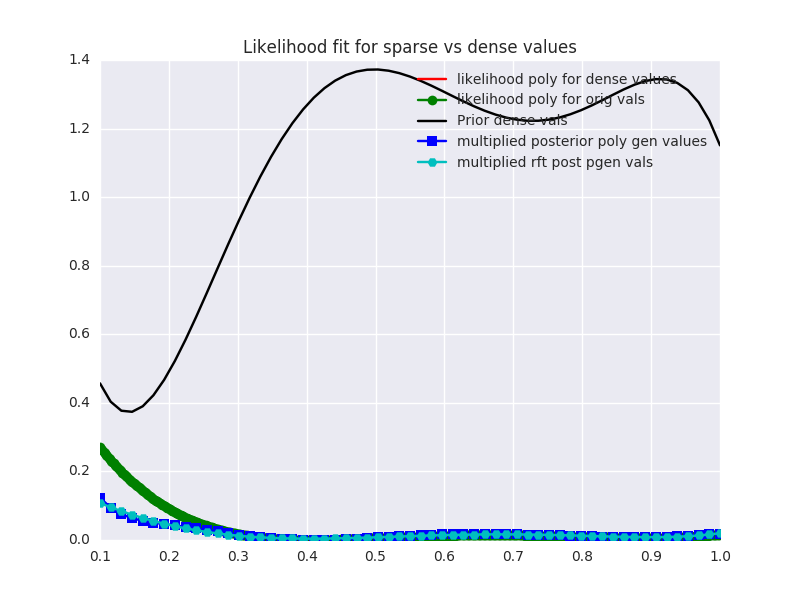 Likelihood fit for sparse vs dense values
1.4
1.2
1.0
0.8
0.6
0.4
0.2
0.0
likelihood poly for dense values
likelihood poly for orig vals
Prior dense vals
multiplied posterior poly gen values
multiplied rft post pgen vals
0.1 0.2 0.3 0.4 0.5 0.6 0.7 0.8 0.9 1.0